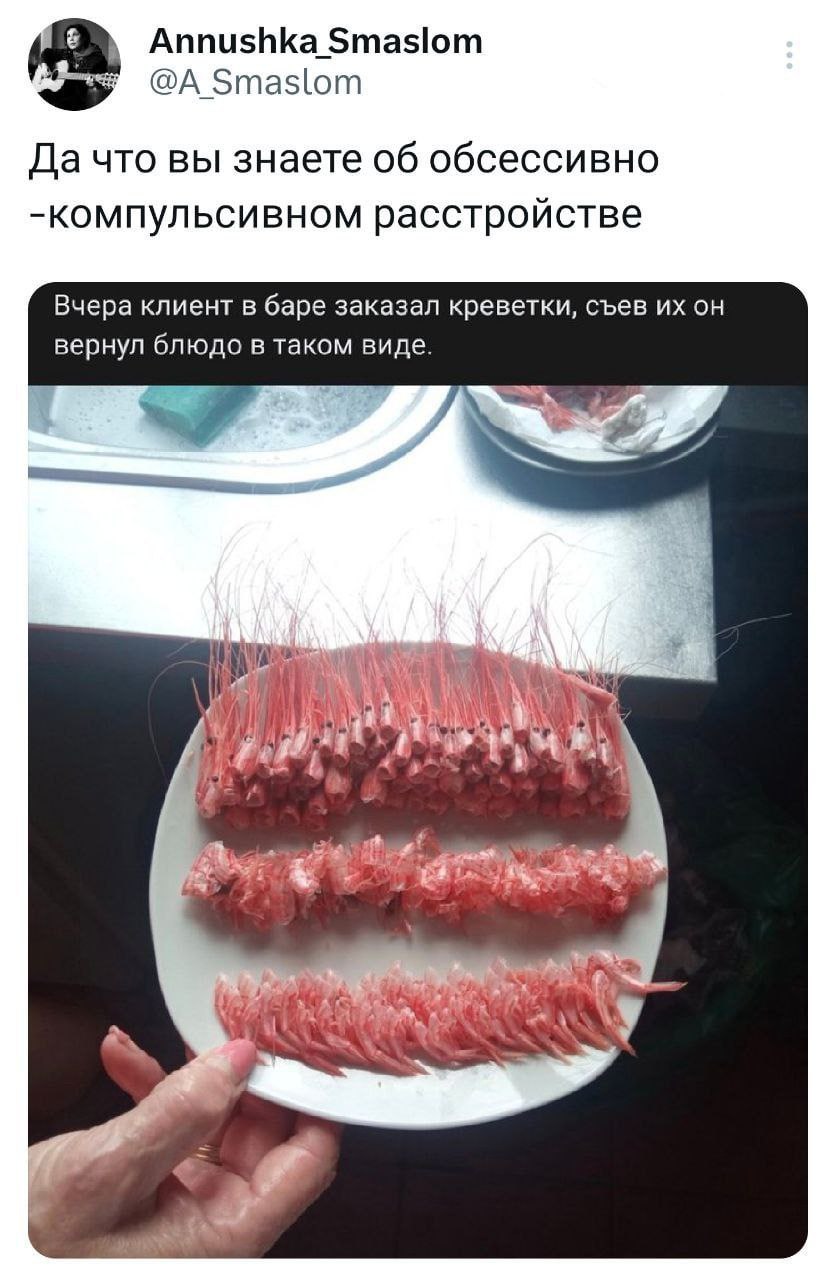 Annushka_Smaslom
@A_Smaslom
Да что вы знаете об обсессивно
-компульсивном расстройстве
Вчера клиент в баре заказал креветки, съев их он
вернул блюдо в таком виде.